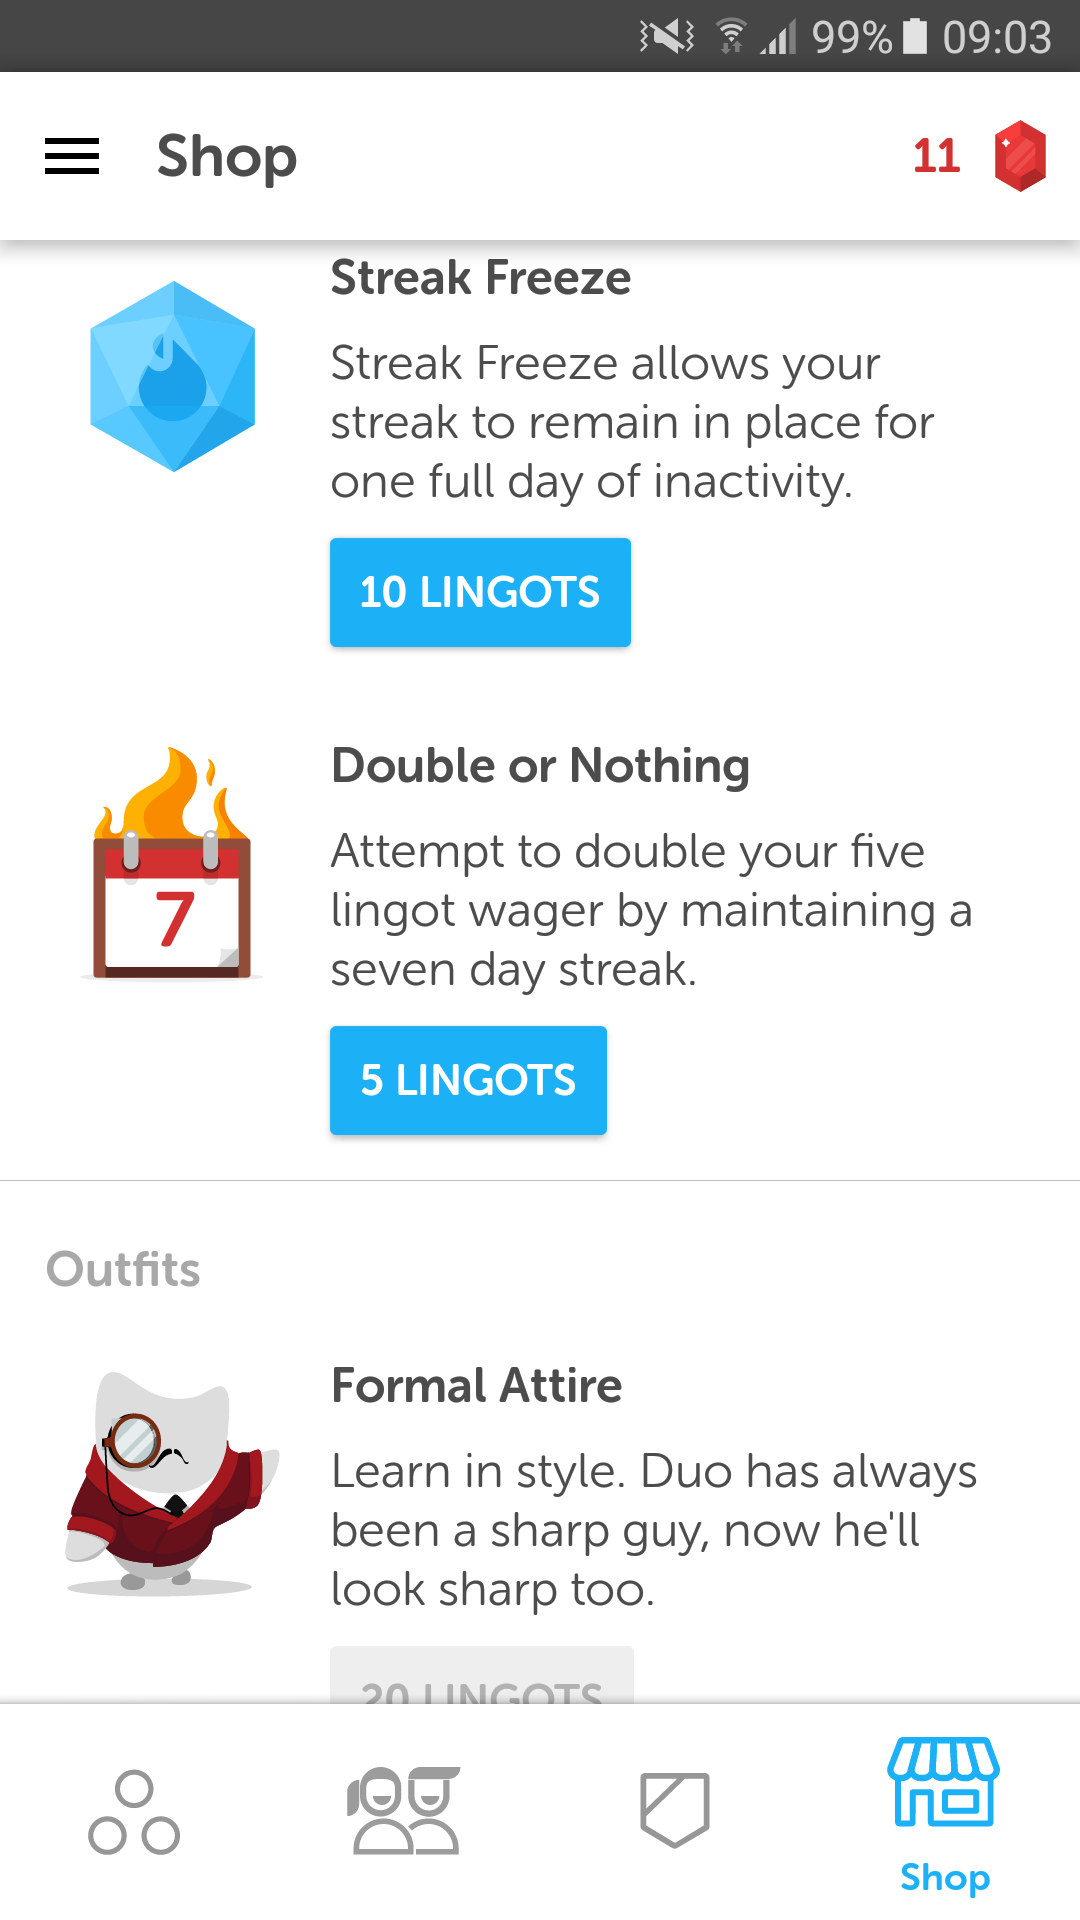 99% 09:03
Shop 11
Streak Freeze
Streak Freeze allows your
streak to remain in place for
one full day of inactivity.
10 LINGOTS
Double or Nothing
7
Attempt to double your five
lingot wager by maintaining a
seven day streak.
5 LINGOTS
Outfits
Formal Attire
Learn in style. Duo has always
been a sharp guy, now he'll
look sharp too.
20 LINGOTS
Shop